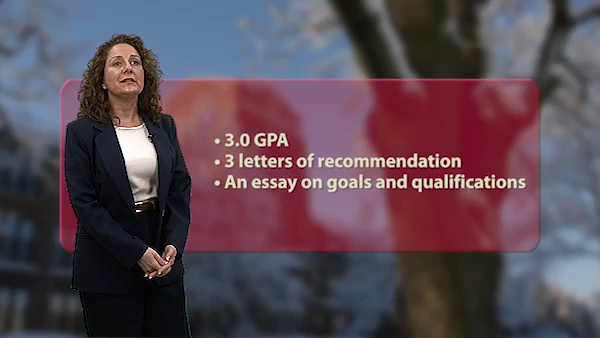 • 3.0 GPA
• 3 letters of recommendation
• An essay on goals and qualifications